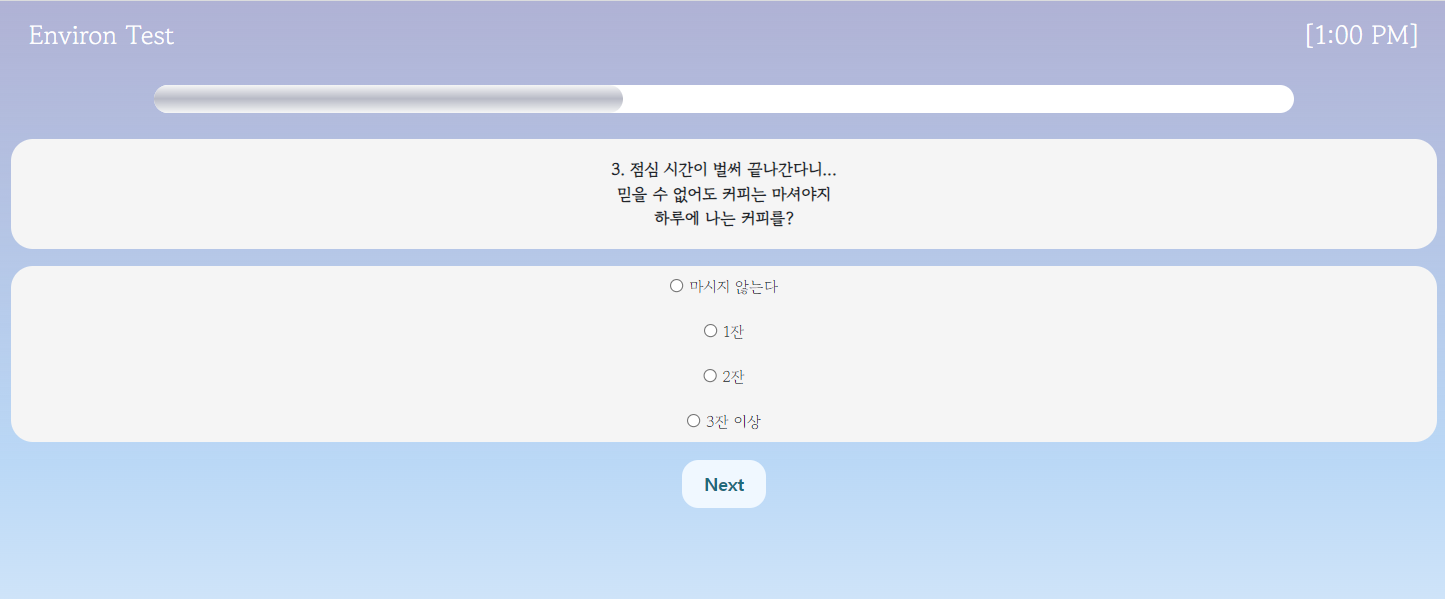 Environ Test
[1:00 PM]
3. 점심 시간이 벌써 끝나간다니...
믿을 수 없어도 커피는 마셔야지
하루에 나는 커피를?
마시지 않는다
1잔
2잔
3잔 이상
Next